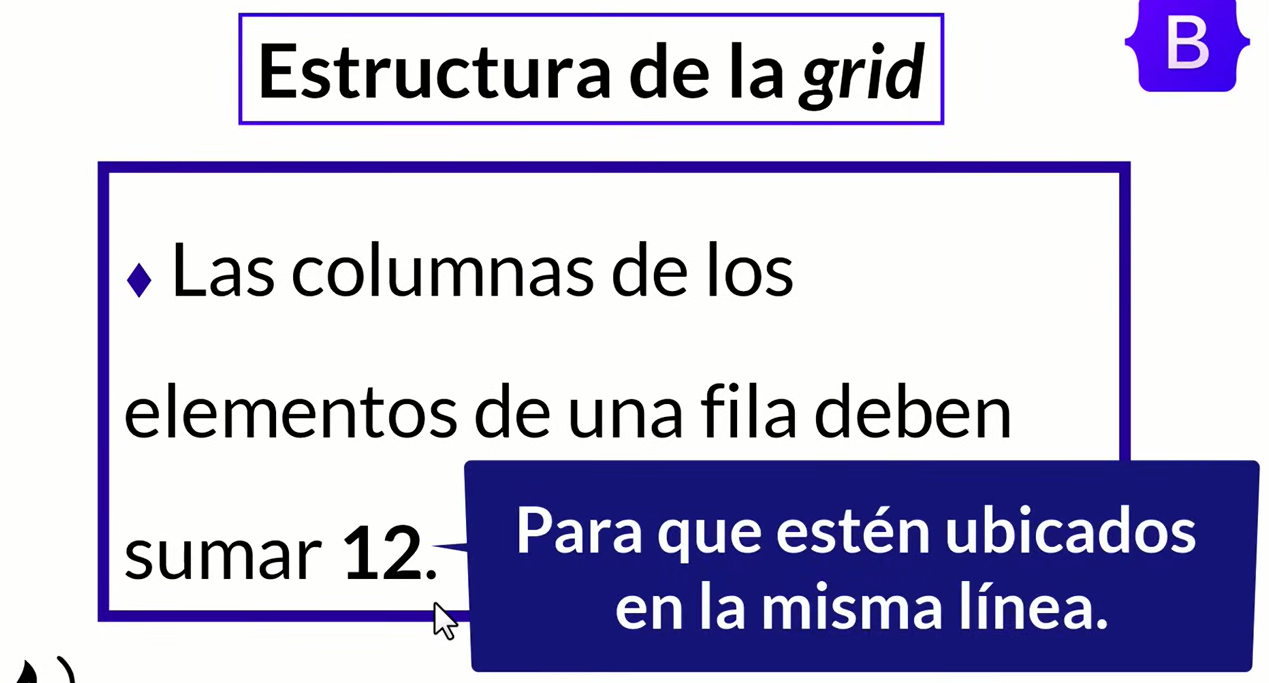 Estructura de la grid
B
♦ Las columnas de los
elementos de una fila deben
sumar 12.
Para que estén ubicados
en la misma línea.